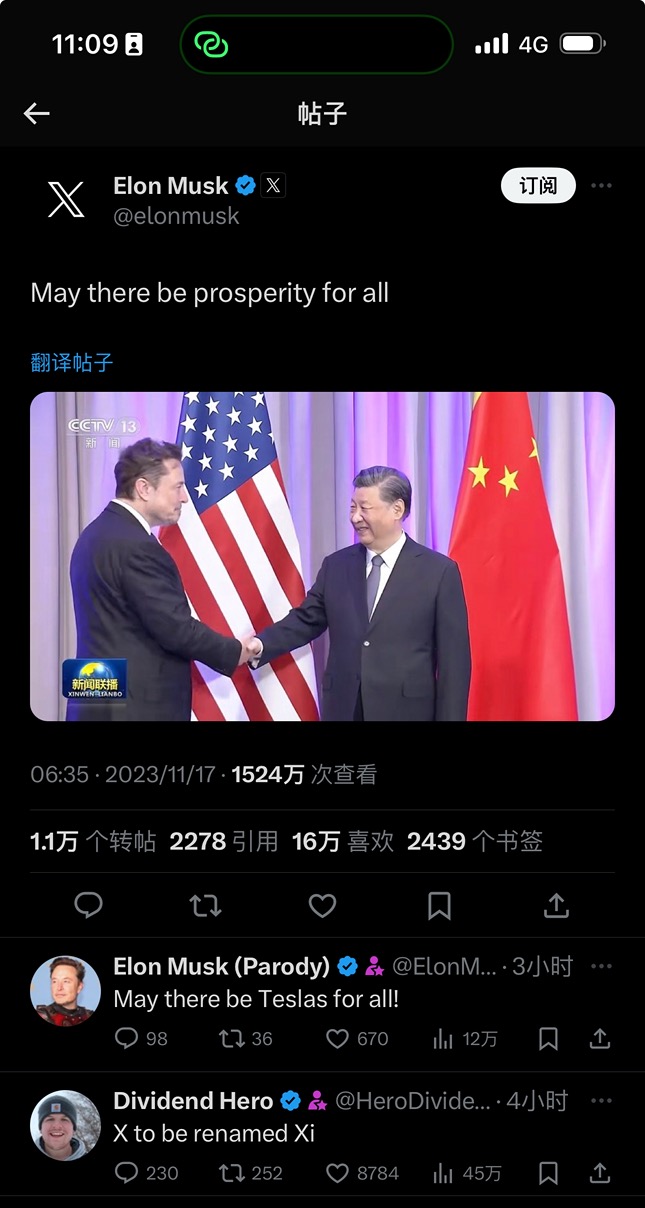 11:09
4G
帖子
Elon Musk
@elonmusk
订阅
May there be prosperity for all
翻译帖子
CCTV 13
新 闻
新闻联播
XINWEN LIANBO
06:35 · 2023/11/17 · 1524万 次查看
1.1万 个转帖 2278 引用 16万 喜欢 2439 个书签
Elon Musk (Parody) @ElonM... · 3小时
May there be Teslas for all!
98 36 670 12万
Dividend Hero @HeroDivide... · 4小时
X to be renamed Xi
230 252 8784 45万